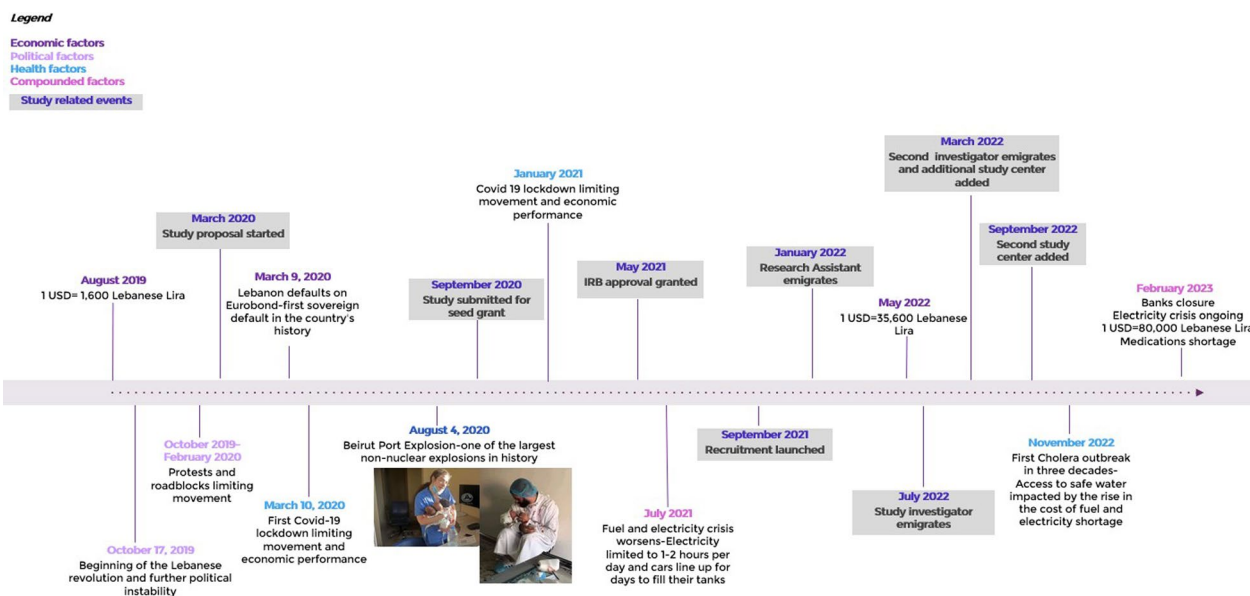 Legend
Economic factors
Political factors
Health factors
Compounded factors
Study related events
March 2022
Second investigator emigrates
and additional study center
added
January 2021
Covid 19 lockdown limiting
movement and economic
performance
March 2020
Study proposal started
September 2022
Second study
center added
August 2019
1 USD= 1,600 Lebanese Lira
March 9, 2020
Lebanon defaults on
Eurobond-first sovereign
default in the country's
history
September 2020
Study submitted for
seed grant
May 2021
IRB approval granted
January 2022
Research Assistant
emigrates
May 2022
1 USD=35,600 Lebanese
Lira
February 2023
Banks closure
Electricity crisis ongoing
1 USD=80,000 Lebanese Lira
Medications shortage
October 2019-
February 2020
Protests and
roadblocks limiting
movement
August 4, 2020
Beirut Port Explosion-one of the largest
non-nuclear explosions in history
September 2021
Recruitment launched
November 2022
First Cholera outbreak
in three decades-
Access to safe water
impacted by the rise in
the cost of fuel and
electricity shortage
March 10, 2020
First Covid-19
lockdown limiting
movement and
economic performance
July 2021
Fuel and electricity crisis
worsens-Electricity
limited to 1-2 hours per
day and cars line up for
days to fill their tanks
July 2022
Study investigator
emigrates
October 17, 2019
Beginning of the Lebanese
revolution and further political
instability